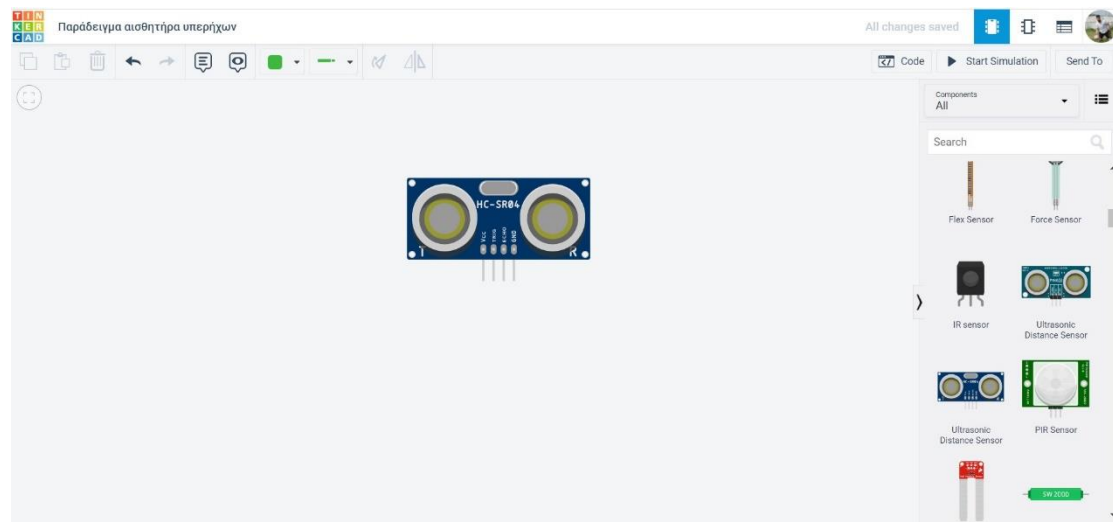 TIN
KER
CAD
Παράδειγμα αισθητήρα υπερήχων
All changes saved
Code
Start Simulation
Send To
Components
All
Search
Flex Sensor
Force Sensor
HC-SR04
Vcc
TRIG
ECHO
GND
T
R
IR sensor
Ultrasonic
Distance Sensor
Ultrasonic
Distance Sensor
PIR Sensor
SW 200D